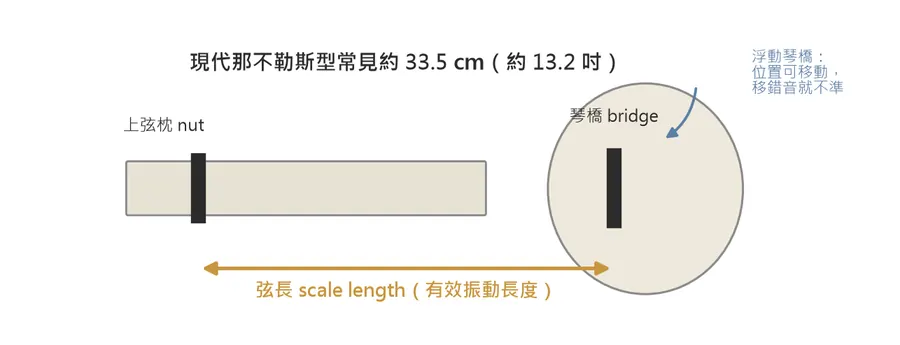 現代那不勒斯型常見約 33.5 cm（約 13.2 吋）
浮動琴橋：
位置可移動，
移錯音就不準
上弦枕 nut
琴橋 bridge
弦長 scale length（有效振動長度）